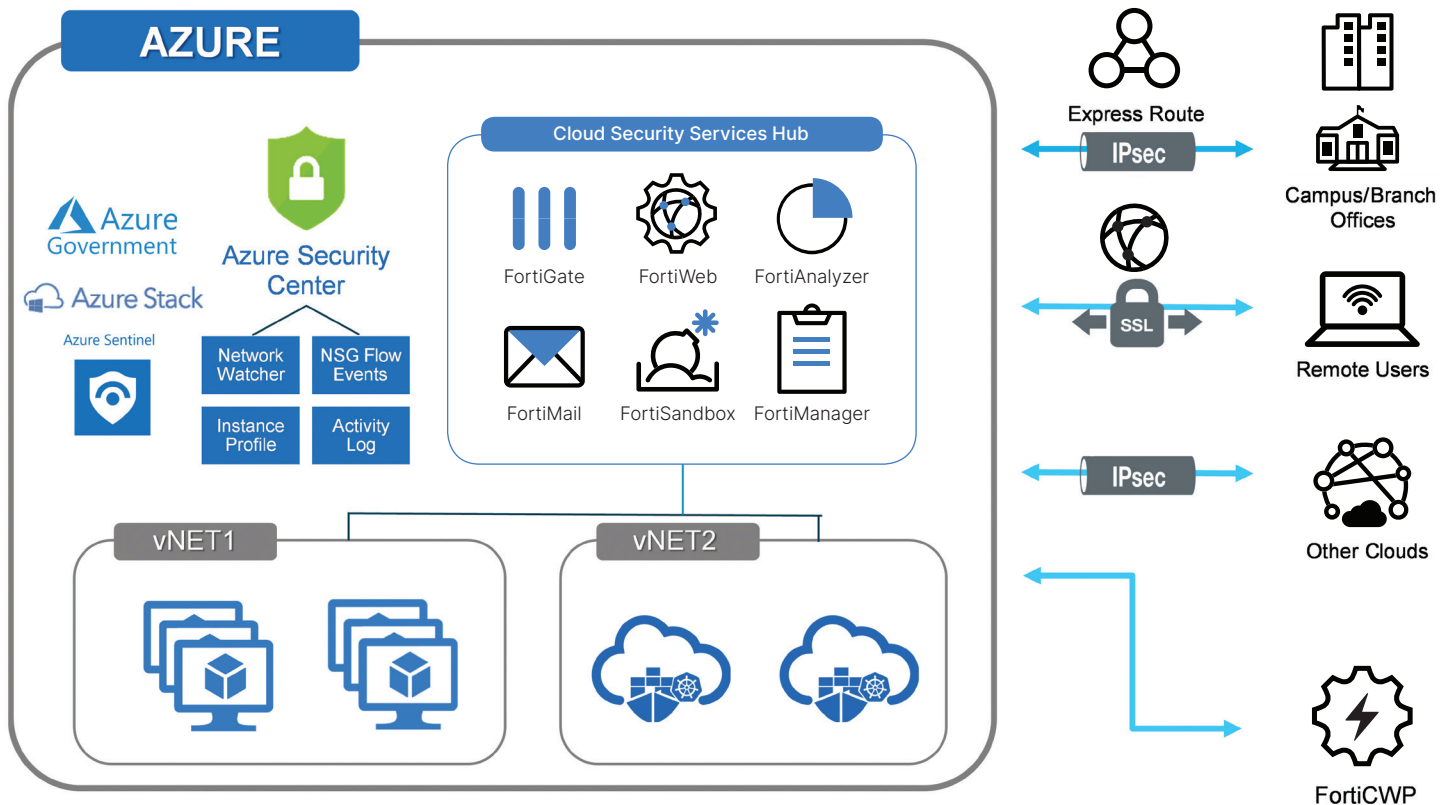 AZURE
Cloud Security Services Hub
Azure
Government
Azure Stack
Azure Sentinel
Azure Security
Center
Network
Watcher
NSG Flow
Events
Instance
Profile
Activity
Log
FortiGate
FortiWeb
FortiAnalyzer
FortiMail
FortiSandbox
FortiManager
vNET1
vNET2
Express Route
IPsec
Campus/Branch
Offices
SSL
Remote Users
IPsec
Other Clouds
FortiCWP